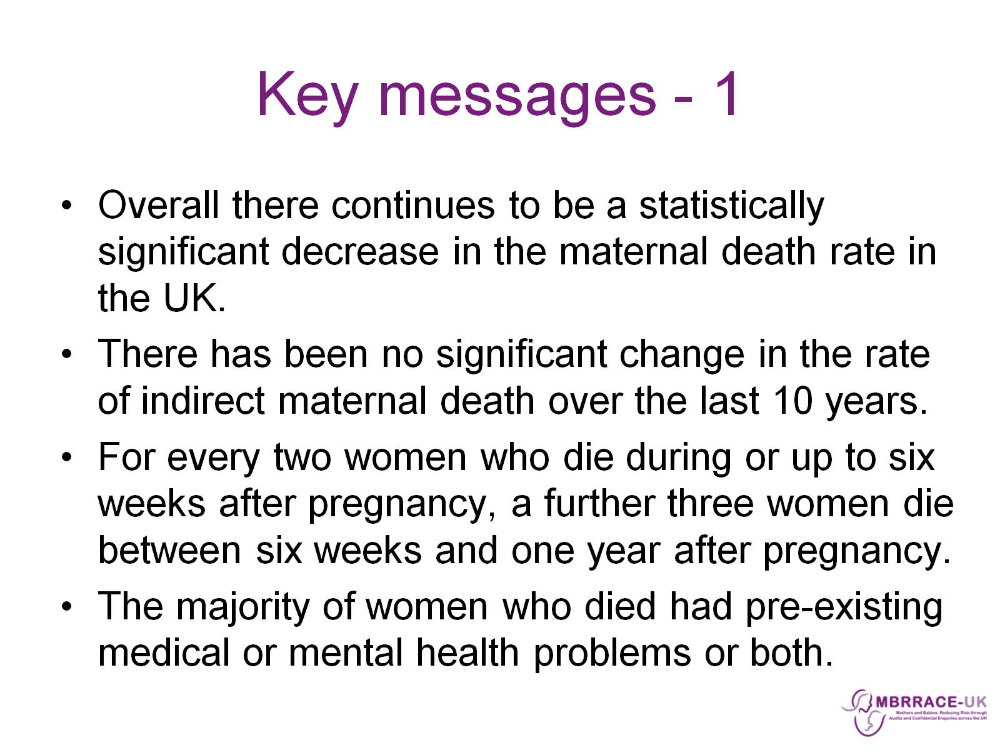 Key messages - 1
• Overall there continues to be a statistically
significant decrease in the maternal death rate in
the UK.
• There has been no significant change in the rate
of indirect maternal death over the last 10 years.
• For every two women who die during or up to six
weeks after pregnancy, a further three women die
between six weeks and one year after pregnancy.
• The majority of women who died had pre-existing
medical or mental health problems or both.
MBRRACE-UK
Mothers and Babies: Reducing Risk through
Audits and Confidential Enquiries across the UK